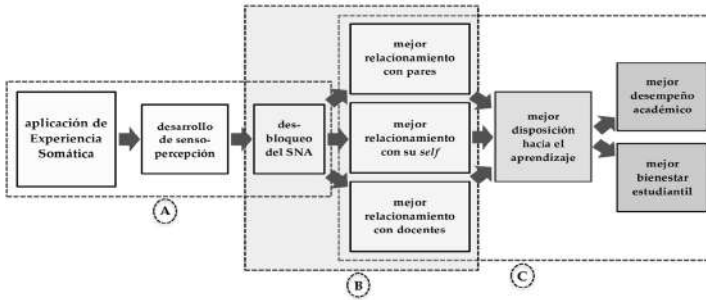 aplicación de
Experiencia
Somática
desarrollo
de senso-
percepción
des-
bloqueo
del SNA
mejor
relacionamiento
con pares
mejor
relacionamiento
con su self
mejor
relacionamiento
con docentes
mejor
disposición
hacía el
aprendizaje
mejor
desempeño
académico
mejor
bienestar
estudiantil
A
B
C